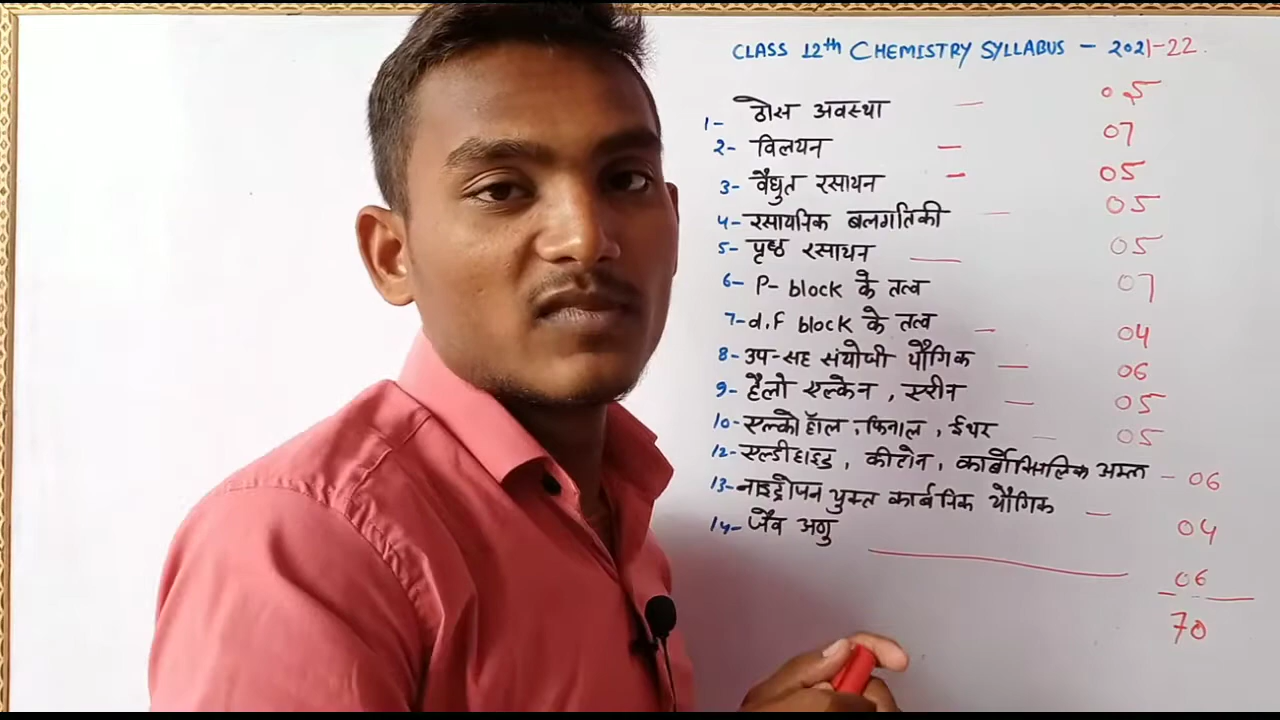 CLASS 12th CHEMISTRY SYLLABUS - 2021-22.
1- ठोस अवस्था — 05
2- विलयन — 07
3- वैधुत रसायन — 05
4- रसायनिक बलगतिकी — 05
5- पृष्ठ रसायन — 05
6- P- block के तत्व 07
7- d.f block के तत्व — 04
8- उप-सह संयोजी यौगिक — 06
9- हैलो एल्केन , एरीन — 05
10- एल्कोहॉल , फिनाल , ईथर — 05
12- एल्डीहाइड , कीटोन , कार्बोक्सिलिक अम्ल - 06
13- नाइट्रोजन युक्त कार्बनिक यौगिक — 04
14- जैव अणु — 06
70